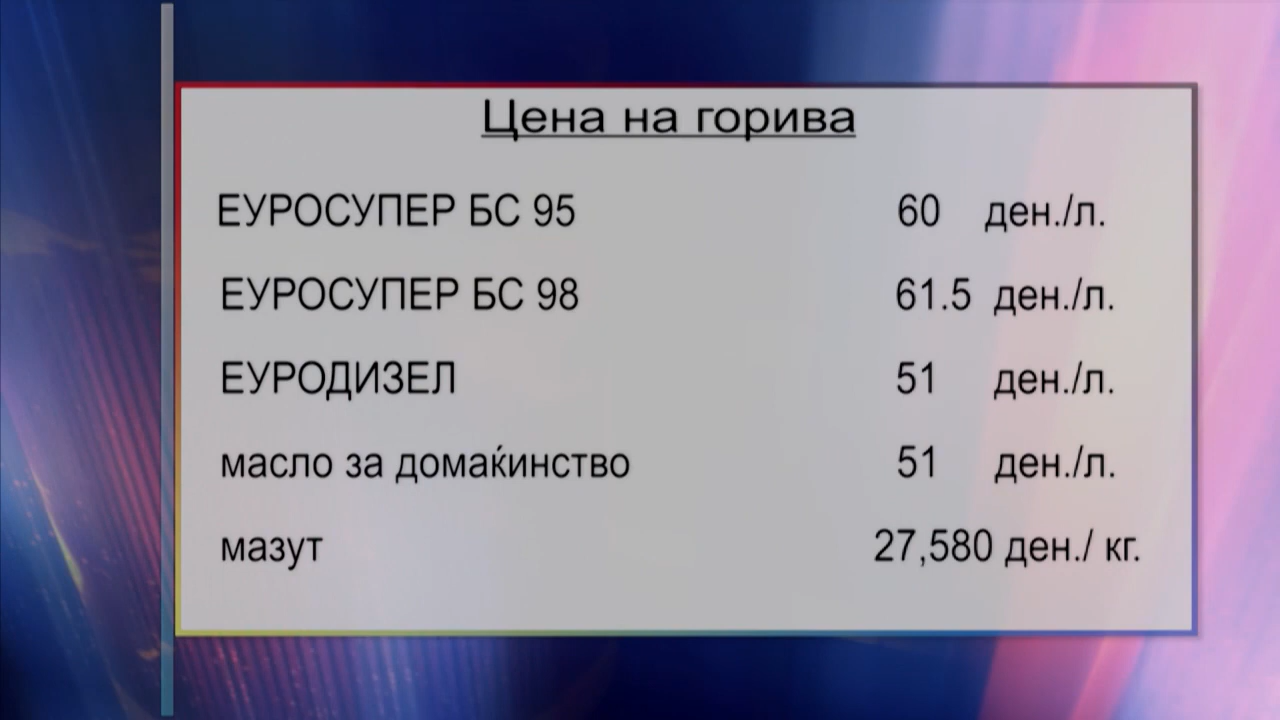 Цена на горива
ЕУРОСУПЕР БС 95 60 ден./л.
ЕУРОСУПЕР БС 98 61.5 ден./л.
ЕУРОДИЗЕЛ 51 ден./л.
масло за домаќинство 51 ден./л.
мазут 27,580 ден./ кг.